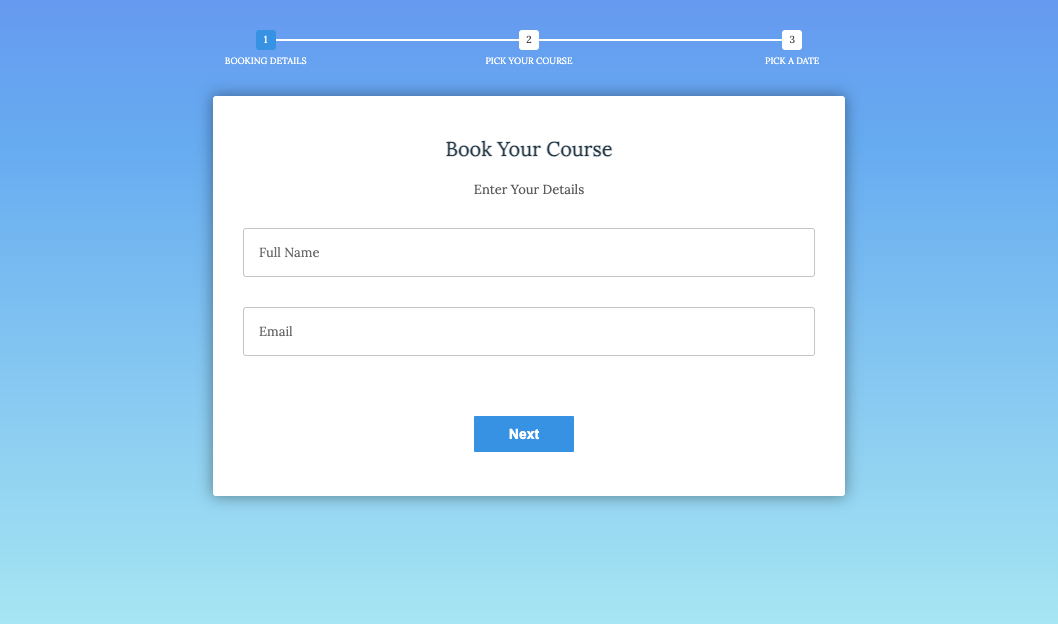 1
2
3
BOOKING DETAILS
PICK YOUR COURSE
PICK A DATE
Book Your Course
Enter Your Details
Full Name
Email
Next